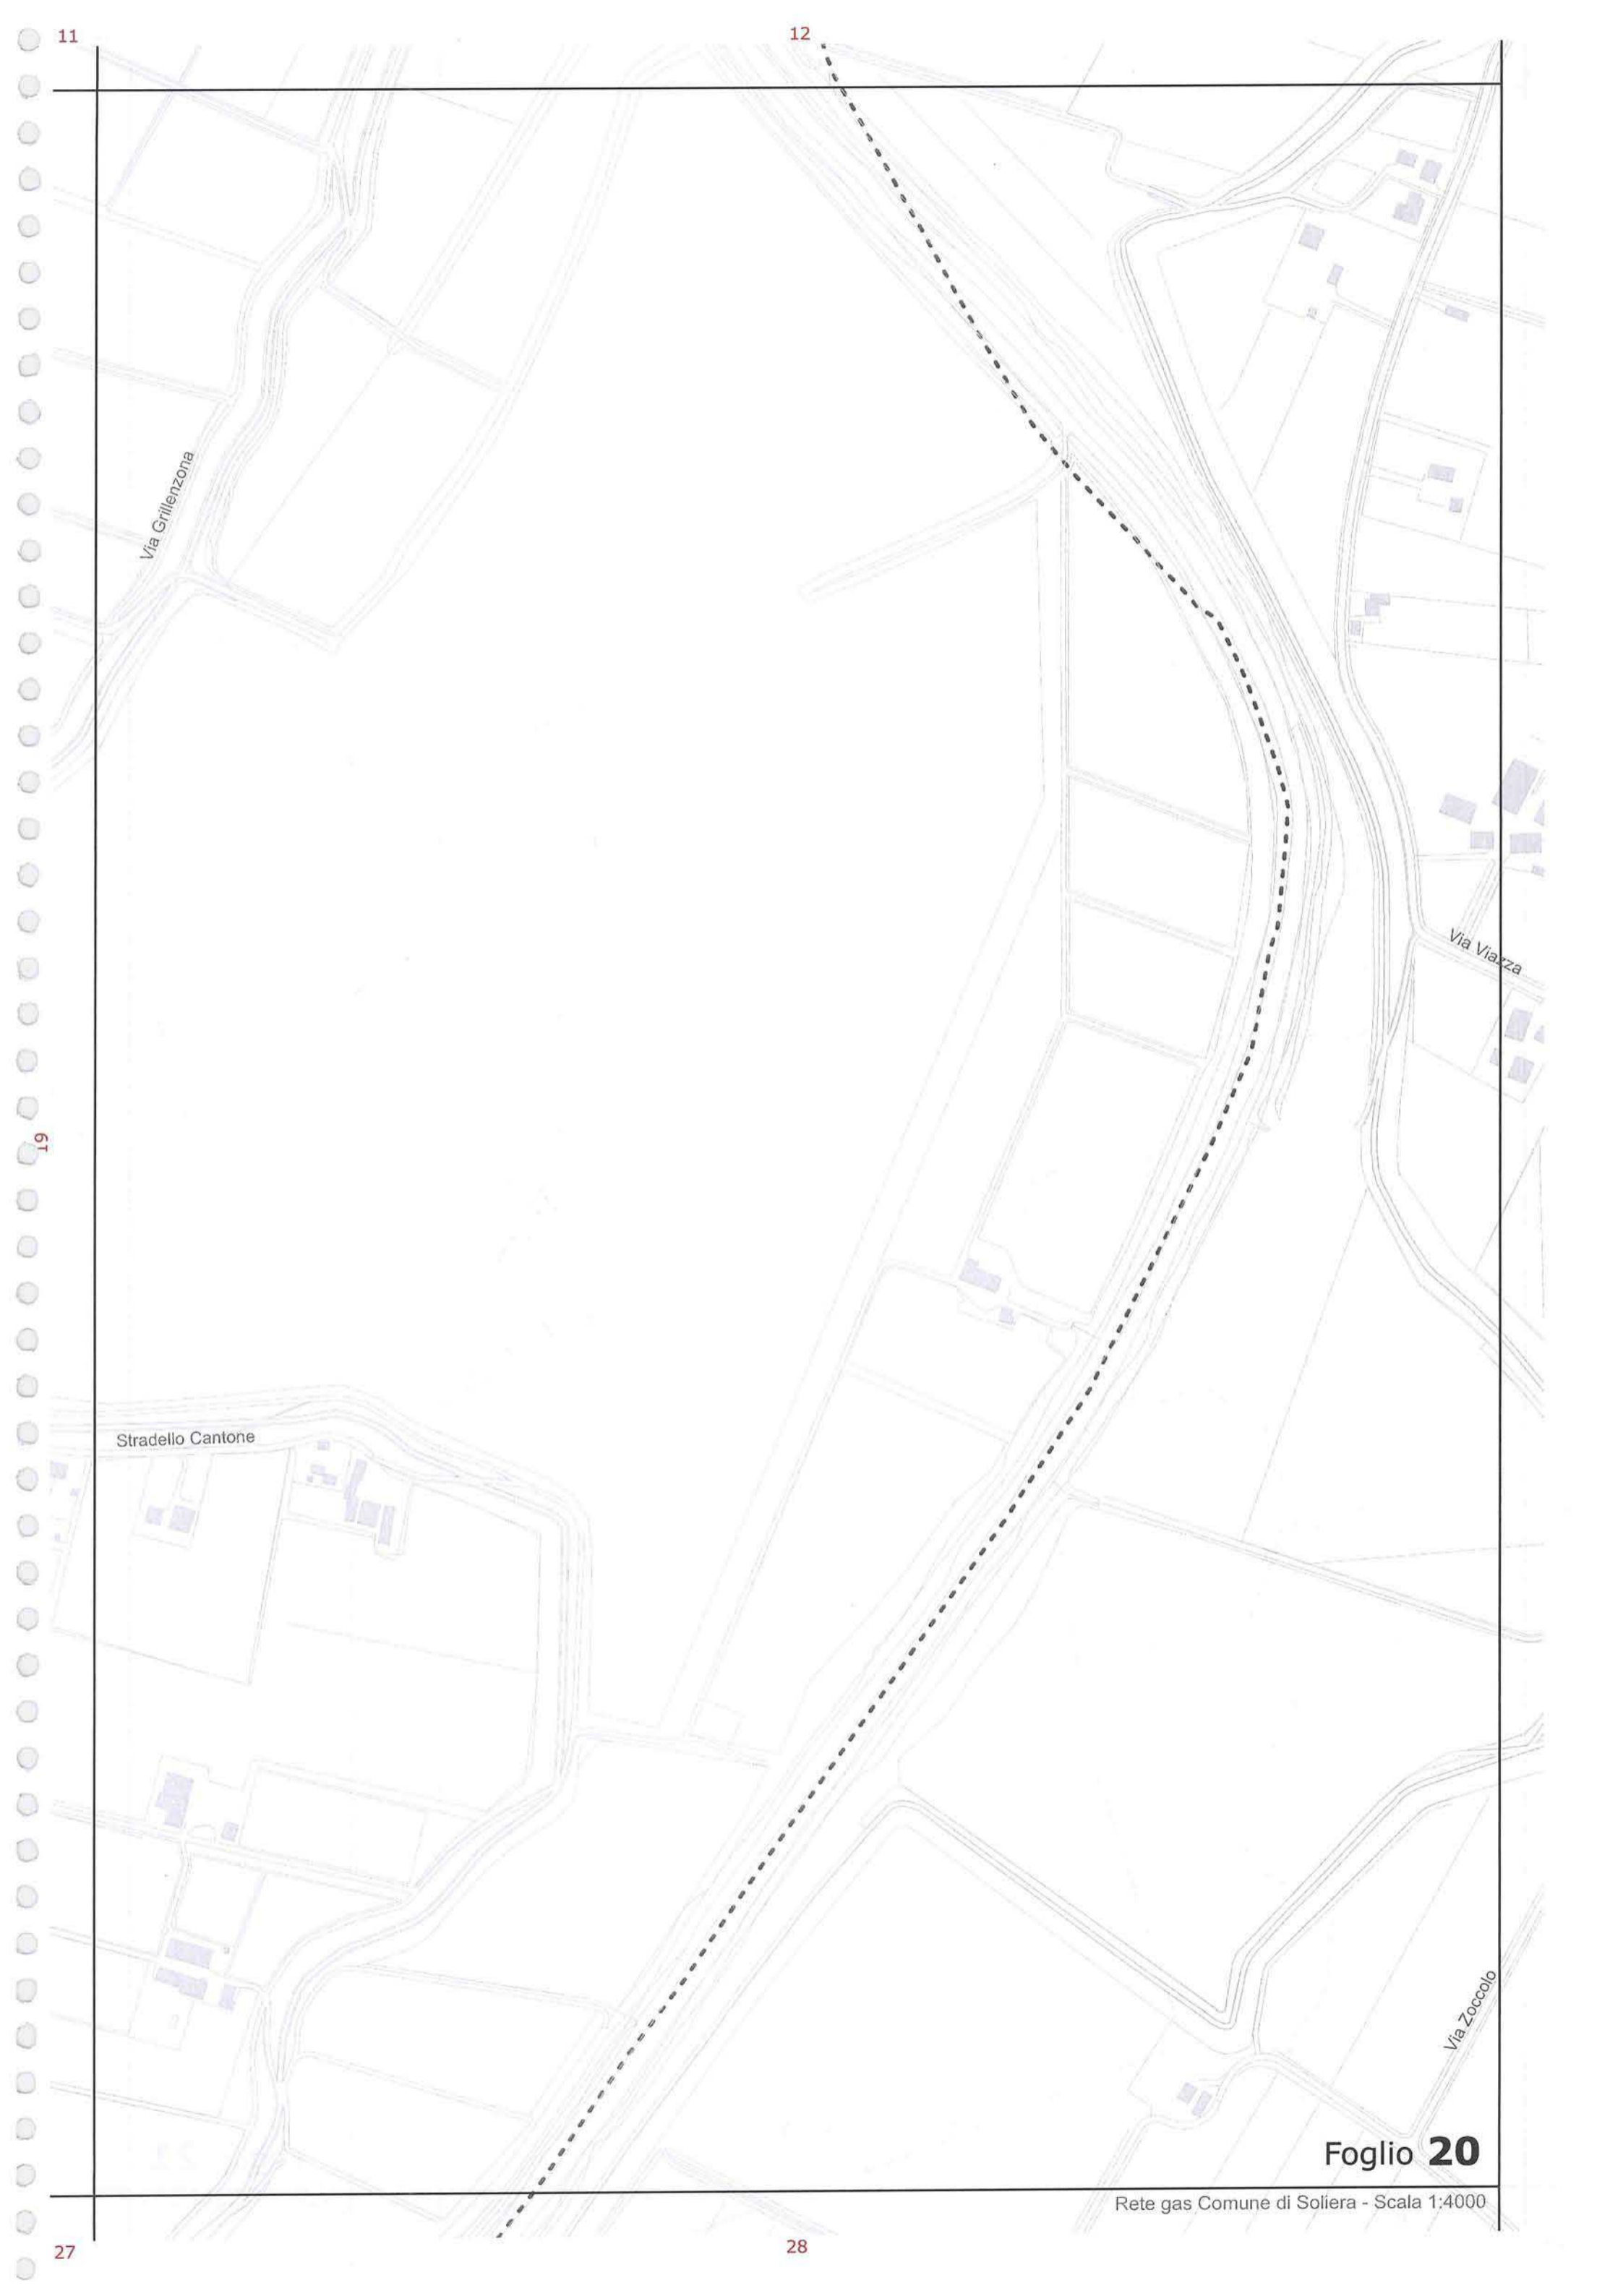 11
12
Via Grillenzona
Via Viazza
19
Stradello Cantone
Via Zoccolo
Foglio 20
Rete gas Comune di Soliera - Scala 1:4000
27
28